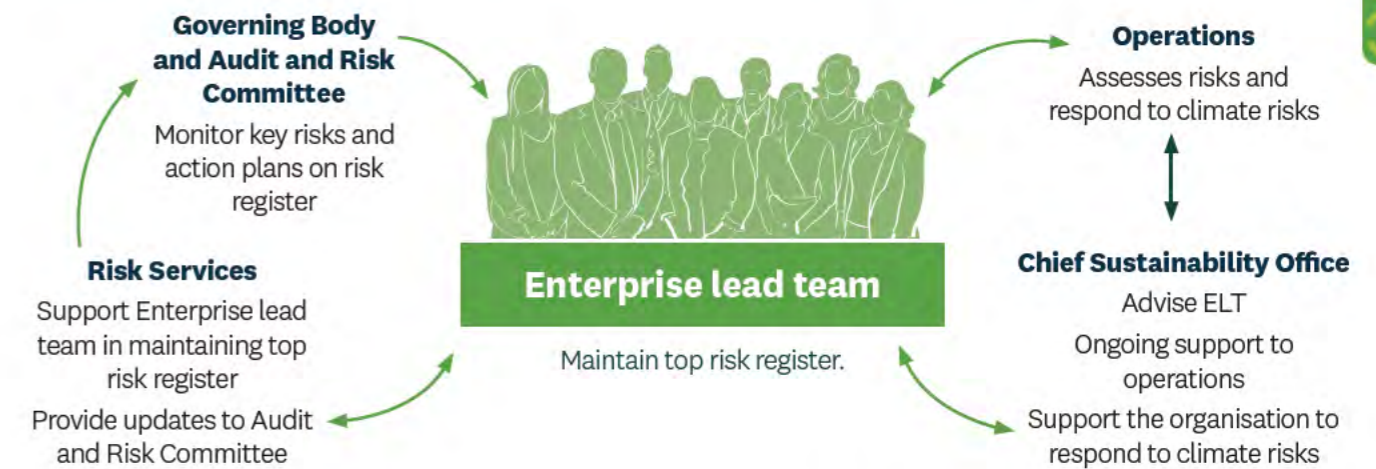 Governing Body
and Audit and Risk
Committee
Monitor key risks and
action plans on risk
register
Risk Services
Support Enterprise lead
team in maintaining top
risk register
Provide updates to Audit
and Risk Committee
Enterprise lead team
Maintain top risk register.
Operations
Assesses risks and
respond to climate risks
Chief Sustainability Office
Advise ELT
Ongoing support to
operations
Support the organisation to
respond to climate risks